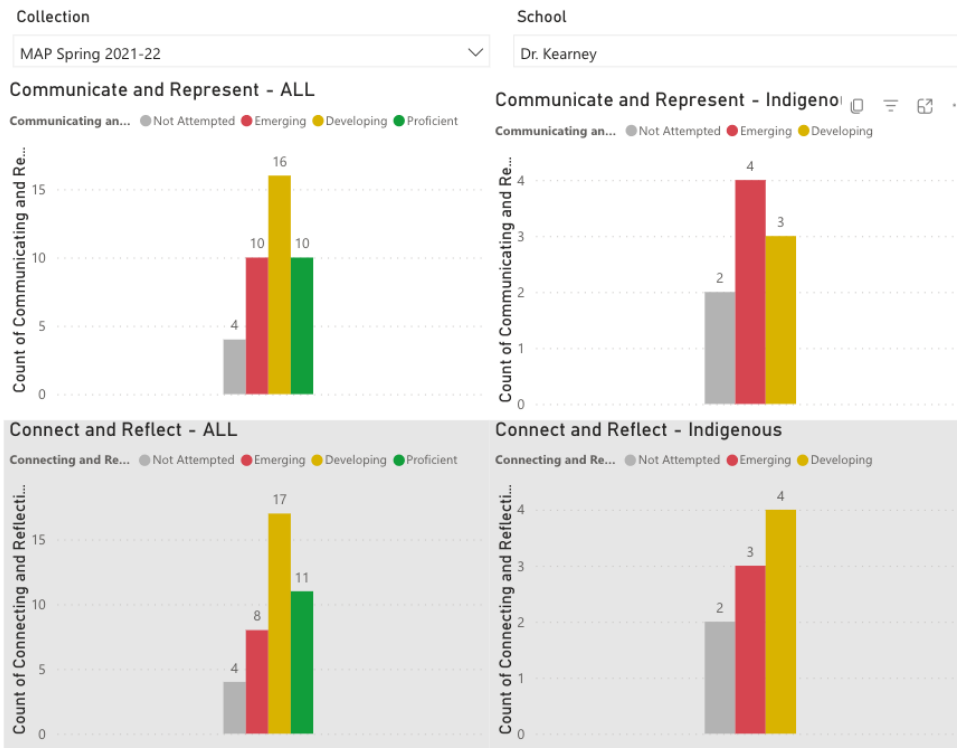 Collection
School
MAP Spring 2021-22
Dr. Kearney
Communicate and Represent - ALL
Communicating an... Not Attempted Emerging Developing Proficient
Count of Communicating and Re...
15
10
5
0
4
10
16
10
Communicate and Represent - Indigenou
Communicating an... Not Attempted Emerging Developing
Count of Communicating and Re...
4
3
2
1
0
2
4
3
Connect and Reflect - ALL
Connecting and Re... Not Attempted Emerging Developing Proficient
Count of Connecting and Reflecti...
15
10
5
0
4
8
17
11
Connect and Reflect - Indigenous
Connecting and Re... Not Attempted Emerging Developing
Count of Connecting and Reflecti...
4
3
2
1
0
2
3
4